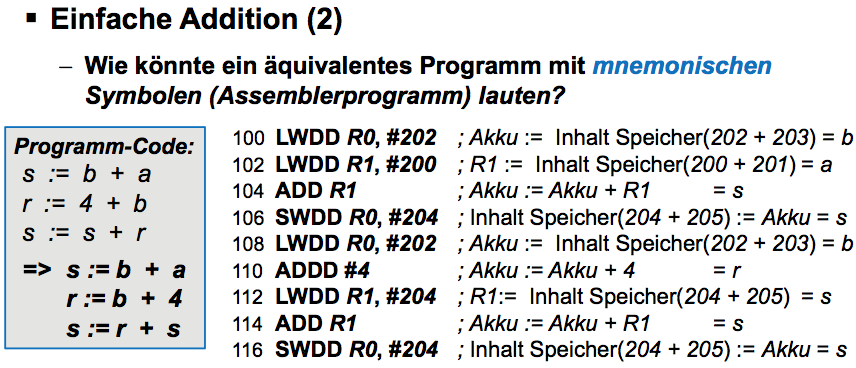 ▪ Einfache Addition (2)
– Wie könnte ein äquivalentes Programm mit mnemonischen
Symbolen (Assemblerprogramm) lauten?
Programm-Code:
s := b + a
r := 4 + b
s := s + r
=> s := b + a
r := b + 4
s := r + s
100 LWDD R0, #202 ; Akku := Inhalt Speicher(202 + 203) = b
102 LWDD R1, #200 ; R1 := Inhalt Speicher(200 + 201) = a
104 ADD R1 ; Akku := Akku + R1 = s
106 SWDD R0, #204 ; Inhalt Speicher(204 + 205) := Akku = s
108 LWDD R0, #202 ; Akku := Inhalt Speicher(202 + 203) = b
110 ADDD #4 ; Akku := Akku + 4 = r
112 LWDD R1, #204 ; R1:= Inhalt Speicher(204 + 205) = s
114 ADD R1 ; Akku := Akku + R1 = s
116 SWDD R0, #204 ; Inhalt Speicher(204 + 205) := Akku = s